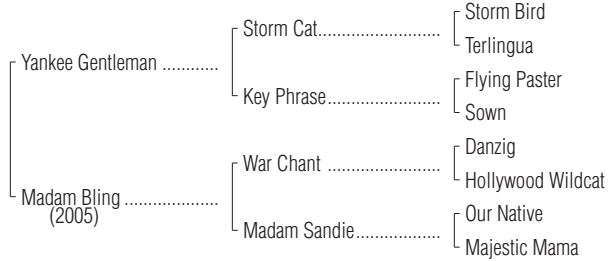 Storm Bird
Storm Cat..............................
Terlingua
Yankee Gentleman ............
Flying Paster
Key Phrase............................
Sown
Danzig
War Chant ............................
Hollywood Wildcat
Madam Bling ....................
(2005)
Our Native
Madam Sandie.....................
Majestic Mama